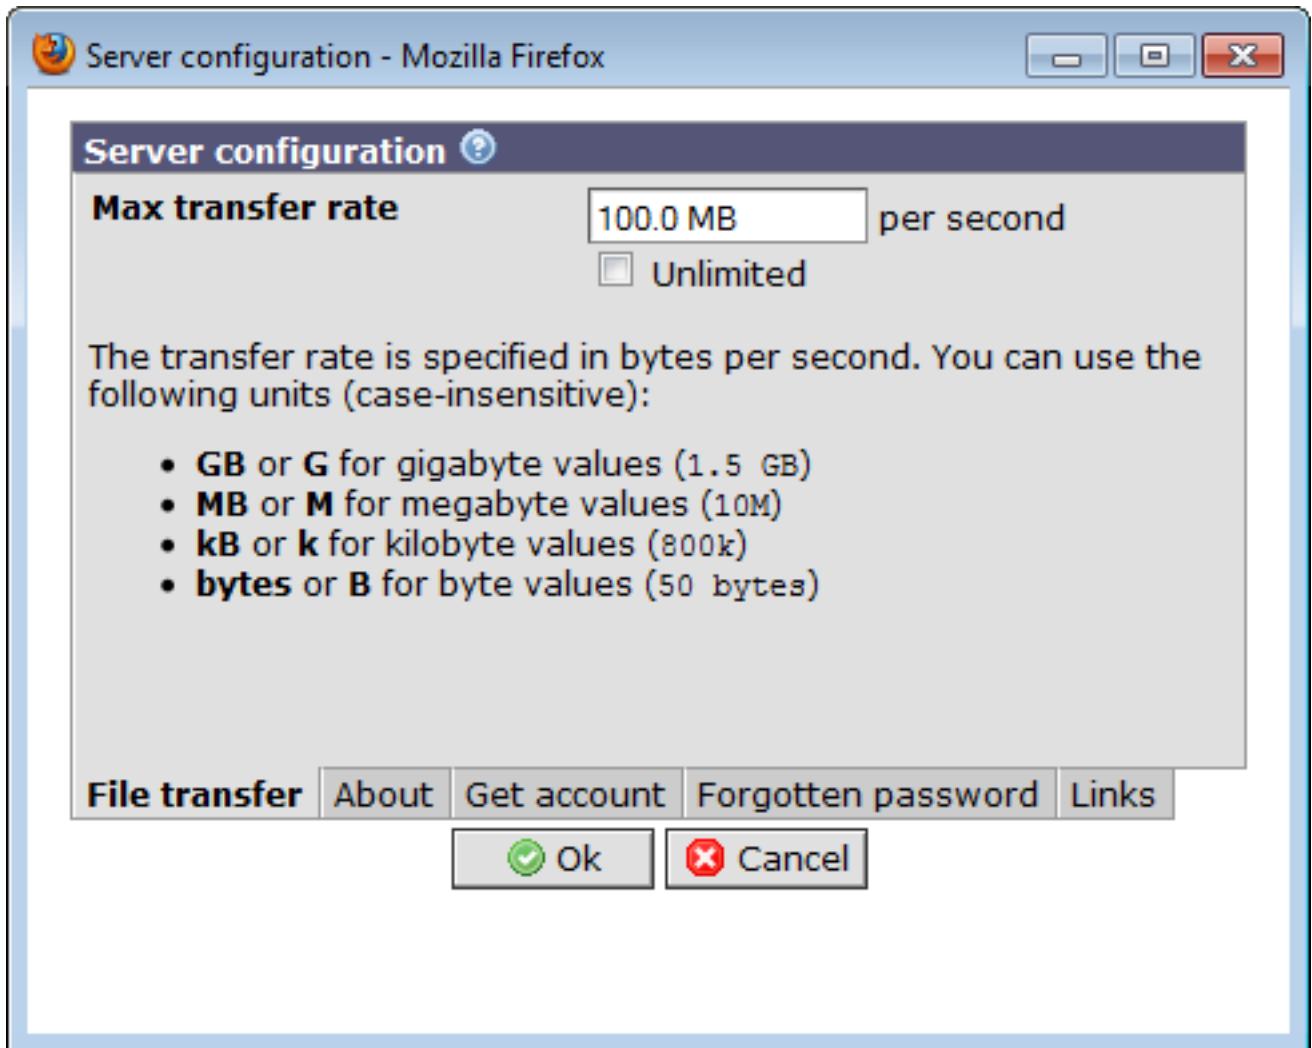 Server configuration - Mozilla Firefox
Server configuration ?
Max transfer rate 100.0 MB per second
Unlimited
The transfer rate is specified in bytes per second. You can use the
following units (case-insensitive):
• GB or G for gigabyte values (1.5 GB)
• MB or M for megabyte values (10M)
• kB or k for kilobyte values (800k)
• bytes or B for byte values (50 bytes)
File transfer About Get account Forgotten password Links
Ok Cancel